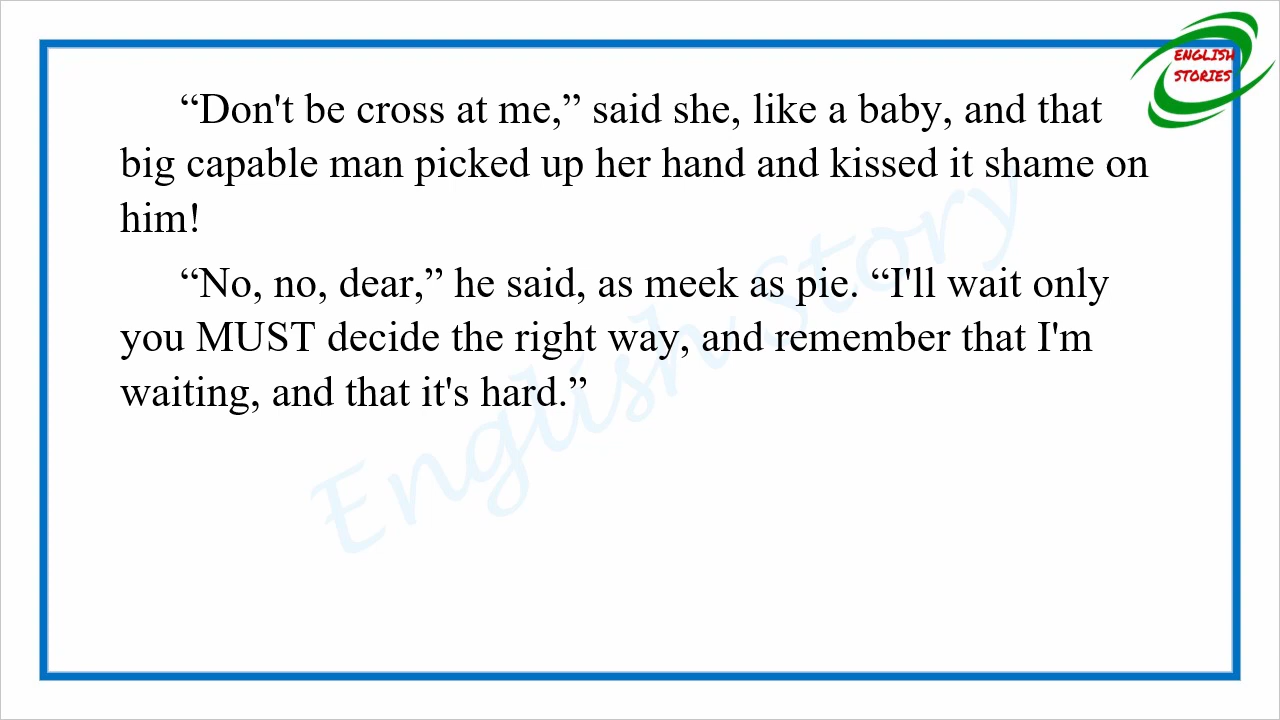 ENGLISH
STORIES
“Don't be cross at me,” said she, like a baby, and that
big capable man picked up her hand and kissed it shame on
him!
“No, no, dear,” he said, as meek as pie. “I'll wait only
you MUST decide the right way, and remember that I'm
waiting, and that it's hard.”
English Story